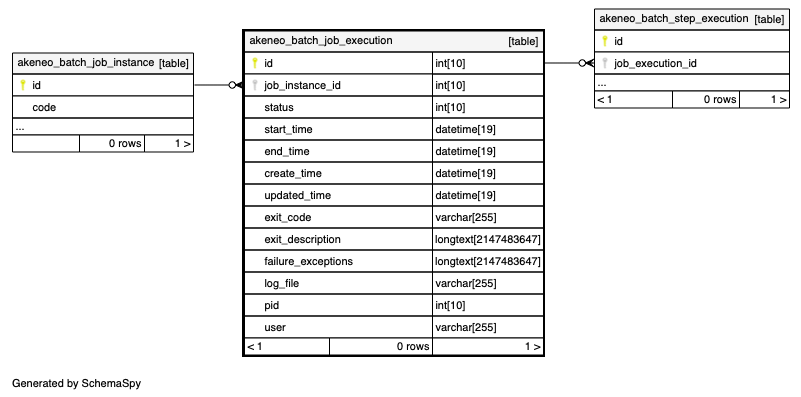 akeneo_batch_job_instance [table]
id
code
...
0 rows 1 >
akeneo_batch_job_execution [table]
id int[10]
job_instance_id int[10]
status int[10]
start_time datetime[19]
end_time datetime[19]
create_time datetime[19]
updated_time datetime[19]
exit_code varchar[255]
exit_description longtext[2147483647]
failure_exceptions longtext[2147483647]
log_file varchar[255]
pid int[10]
user varchar[255]
< 1 0 rows 1 >
akeneo_batch_step_execution [table]
id
job_execution_id
...
< 1 0 rows 1 >
Generated by SchemaSpy